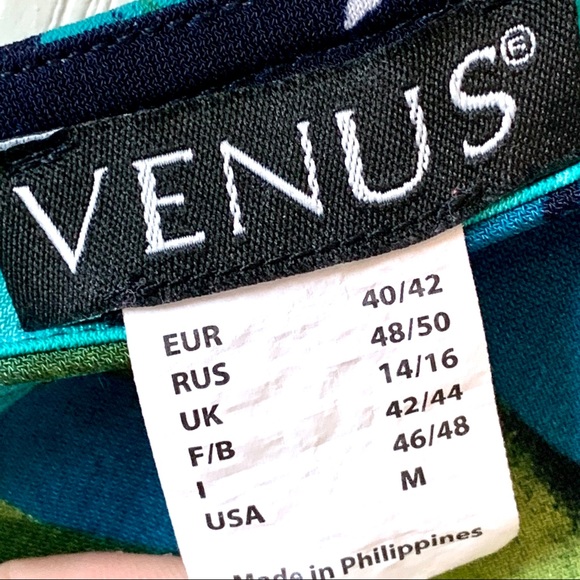 VENUS®
EUR 40/42
RUS 48/50
UK 14/16
F/B 42/44
I 46/48
USA M
Made in Philippines